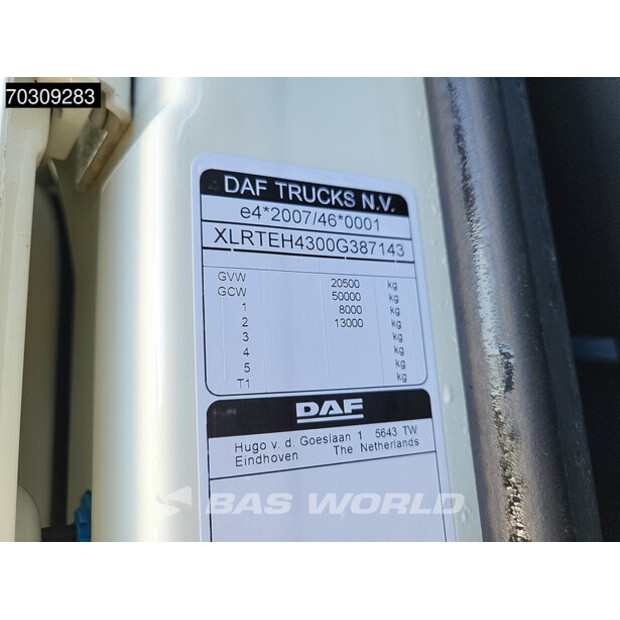 70309283
DAF TRUCKS N.V.
e4*2007/46*0001
XLRTEH4300G387143
GVW 20500 kg
GCW 50000 kg
1 8000 kg
2 13000 kg
3 kg
4 kg
5 kg
T1 kg
DAF
Hugo v. d Goeslaan 1 5643 TW
Eindhoven The Netherlands
BAS WORLD